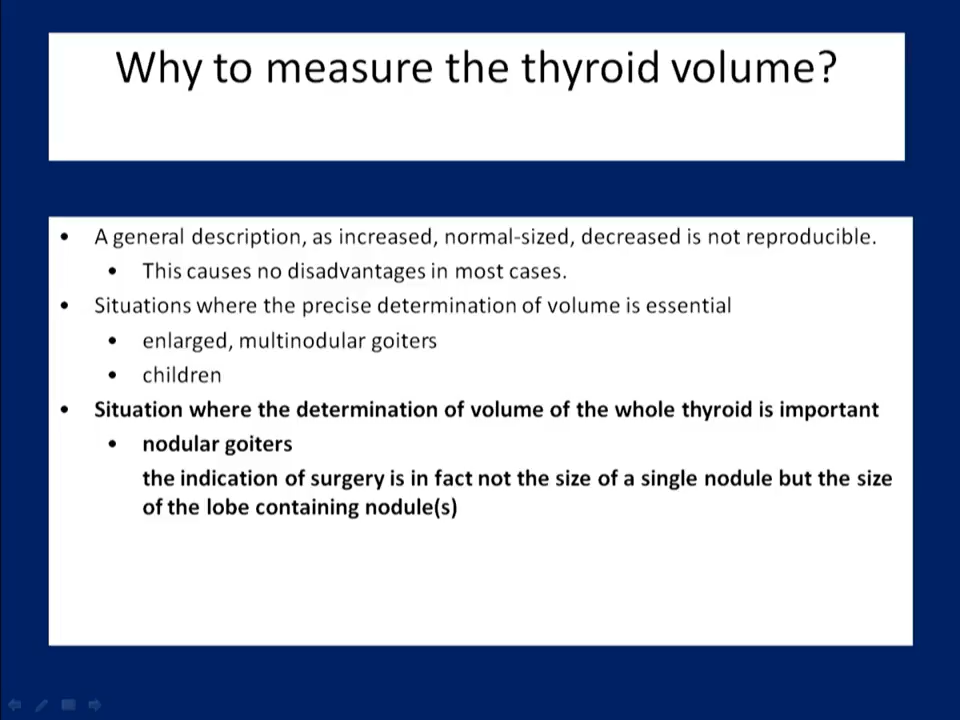 Why to measure the thyroid volume?
• A general description, as increased, normal-sized, decreased is not reproducible.
• This causes no disadvantages in most cases.
• Situations where the precise determination of volume is essential
• enlarged, multinodular goiters
• children
• Situation where the determination of volume of the whole thyroid is important
• nodular goiters
the indication of surgery is in fact not the size of a single nodule but the size
of the lobe containing nodule(s)